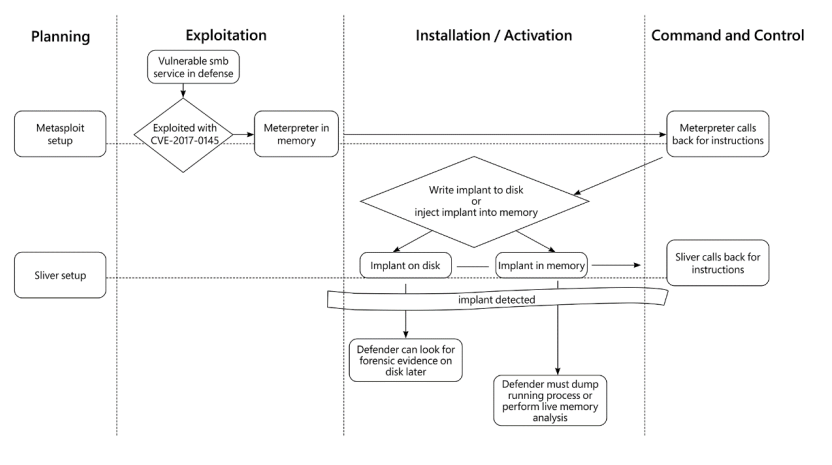 Planning
Exploitation
Installation / Activation
Command and Control
Vulnerable smb
service in defense
Metasploit
setup
Exploited with
CVE-2017-0145
Meterpreter in
memory
Meterpreter calls
back for instructions
Write implant to disk
or
inject implant into memory
Sliver setup
Implant on disk
Implant in memory
Sliver calls back for
instructions
implant detected
Defender can look for
forensic evidence on
disk later
Defender must dump
running process or
perform live memory
analysis